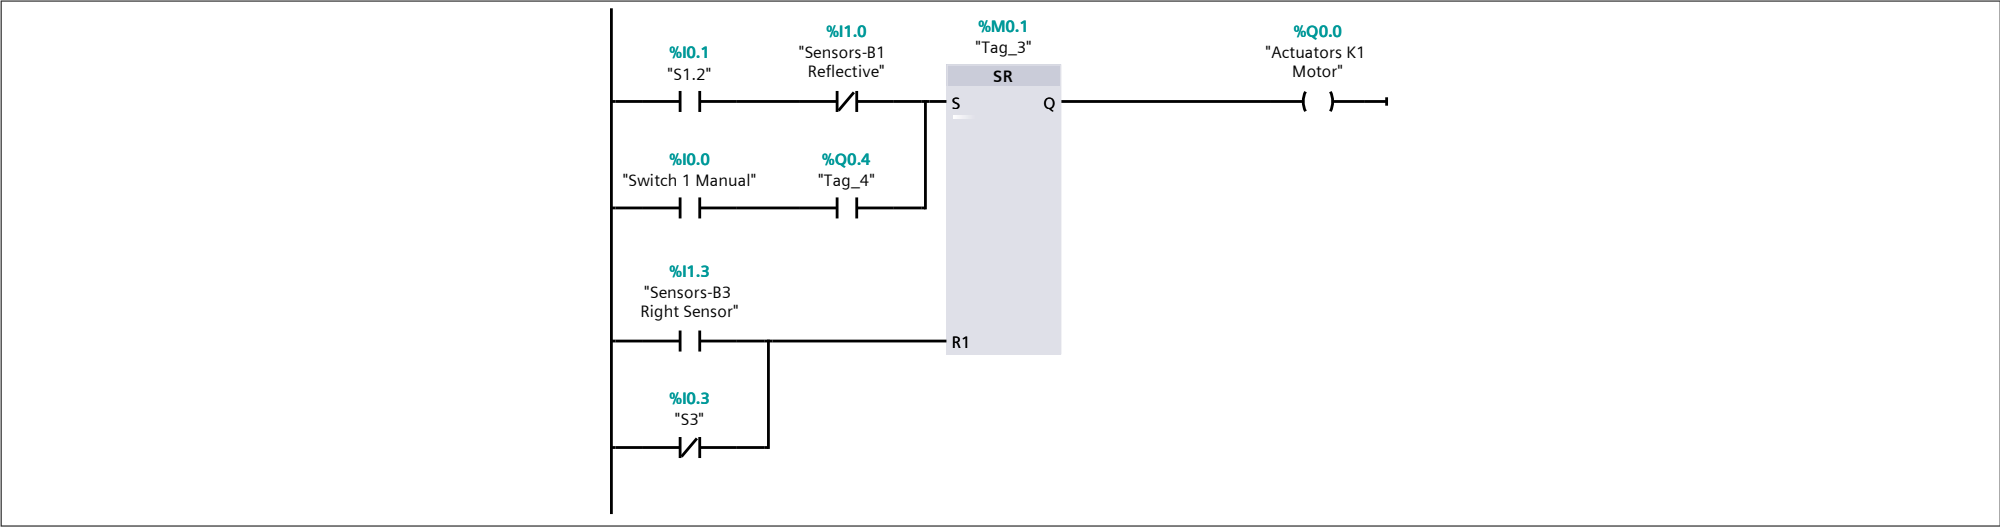 %I0.1
"S1.2"
%I1.0
"Sensors-B1
Reflective"
%M0.1
"Tag_3"
SR
S
Q
%Q0.0
"Actuators K1
Motor"
%I0.0
"Switch 1 Manual"
%Q0.4
"Tag_4"
%I1.3
"Sensors-B3
Right Sensor"
R1
%I0.3
"S3"